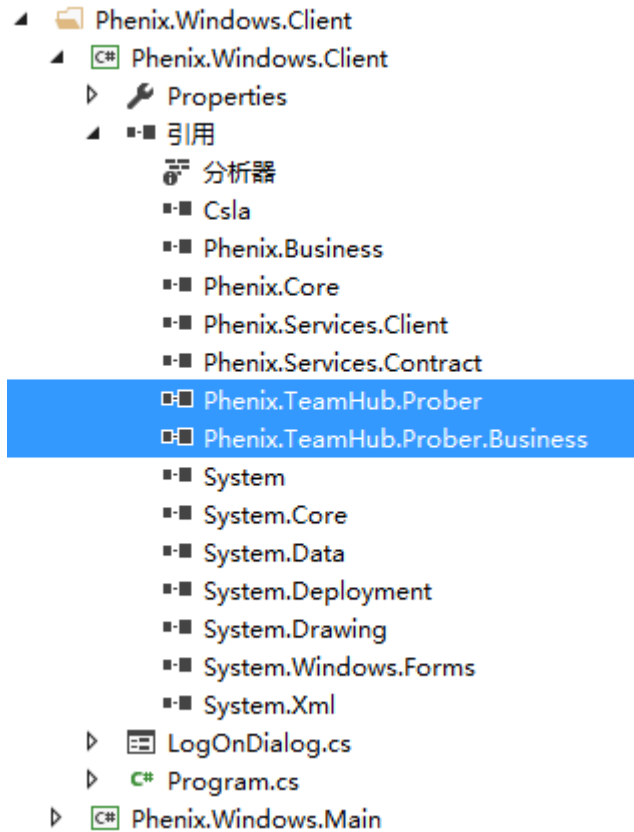 Phenix.Windows.Client
C# Phenix.Windows.Client
Properties
引用
分析器
Csla
Phenix.Business
Phenix.Core
Phenix.Services.Client
Phenix.Services.Contract
Phenix.TeamHub.Prober
Phenix.TeamHub.Prober.Business
System
System.Core
System.Data
System.Deployment
System.Drawing
System.Windows.Forms
System.Xml
LogOnDialog.cs
C# Program.cs
C# Phenix.Windows.Main